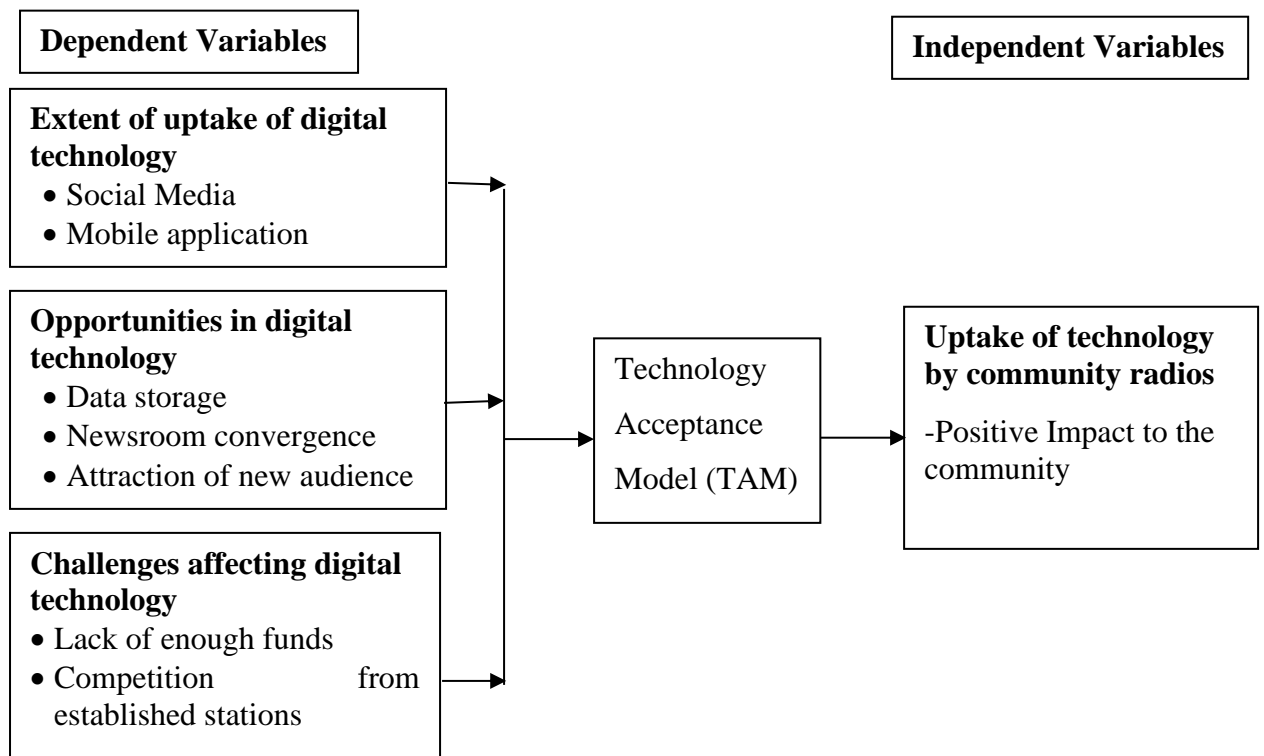 Dependent Variables
Independent Variables
Extent of uptake of digital
technology
• Social Media
• Mobile application
Opportunities in digital
technology
• Data storage
• Newsroom convergence
• Attraction of new audience
Challenges affecting digital
technology
• Lack of enough funds
• Competition from
established stations
Technology
Acceptance
Model (TAM)
Uptake of technology
by community radios
-Positive Impact to the
community